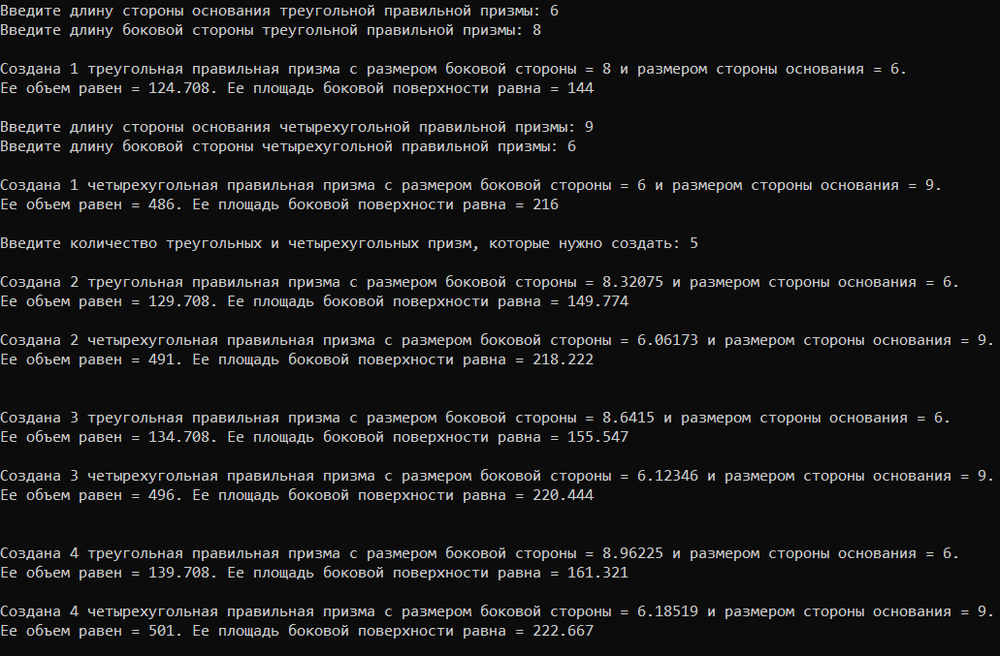 Введите длину стороны основания треугольной правильной призмы: 6
Введите длину боковой стороны треугольной правильной призмы: 8
Создана 1 треугольная правильная призма с размером боковой стороны = 8 и размером стороны основания = 6.
Ее объем равен = 124.708. Ее площадь боковой поверхности равна = 144
Введите длину стороны основания четырехугольной правильной призмы: 9
Введите длину боковой стороны четырехугольной правильной призмы: 6
Создана 1 четырехугольная правильная призма с размером боковой стороны = 6 и размером стороны основания = 9.
Ее объем равен = 486. Ее площадь боковой поверхности равна = 216
Введите количество треугольных и четырехугольных призм, которые нужно создать: 5
Создана 2 треугольная правильная призма с размером боковой стороны = 8.32075 и размером стороны основания = 6.
Ее объем равен = 129.708. Ее площадь боковой поверхности равна = 149.774
Создана 2 четырехугольная правильная призма с размером боковой стороны = 6.06173 и размером стороны основания = 9.
Ее объем равен = 491. Ее площадь боковой поверхности равна = 218.222
Создана 3 треугольная правильная призма с размером боковой стороны = 8.6415 и размером стороны основания = 6.
Ее объем равен = 134.708. Ее площадь боковой поверхности равна = 155.547
Создана 3 четырехугольная правильная призма с размером боковой стороны = 6.12346 и размером стороны основания = 9.
Ее объем равен = 496. Ее площадь боковой поверхности равна = 220.444
Создана 4 треугольная правильная призма с размером боковой стороны = 8.96225 и размером стороны основания = 6.
Ее объем равен = 139.708. Ее площадь боковой поверхности равна = 161.321
Создана 4 четырехугольная правильная призма с размером боковой стороны = 6.18519 и размером стороны основания = 9.
Ее объем равен = 501. Ее площадь боковой поверхности равна = 222.667